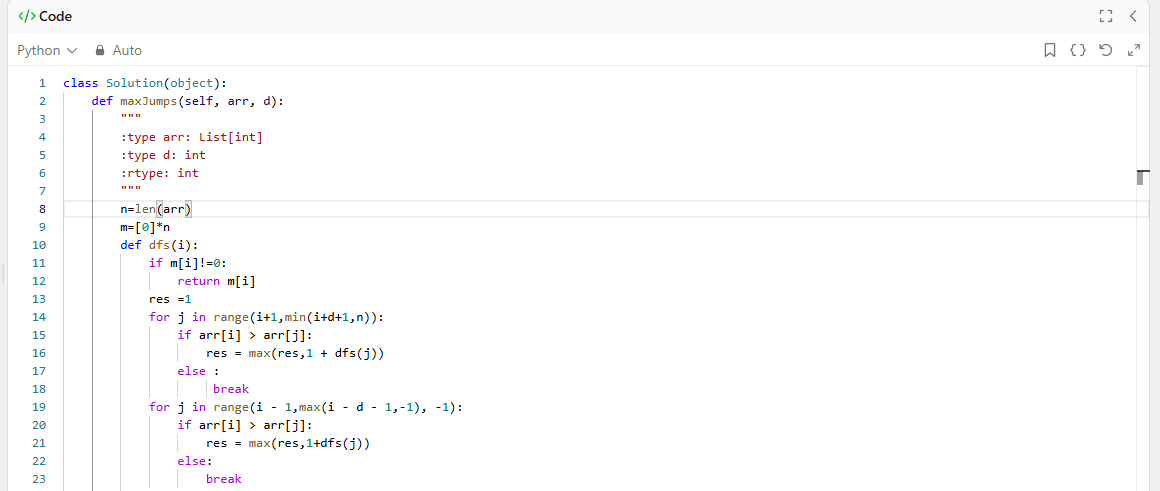 </> Code
Python Auto
1 class Solution(object):
2     def maxJumps(self, arr, d):
3         """
4         :type arr: List[int]
5         :type d: int
6         :rtype: int
7         """
8         n=len(arr)
9         m=[0]*n
10         def dfs(i):
11             if m[i]!=0:
12                 return m[i]
13             res =1
14             for j in range(i+1,min(i+d+1,n)):
15                 if arr[i] > arr[j]:
16                     res = max(res,1 + dfs(j))
17                 else :
18                      break
19             for j in range(i - 1,max(i - d - 1,-1), -1):
20                 if arr[i] > arr[j]:
21                     res = max(res,1+dfs(j))
22                 else:
23                     break